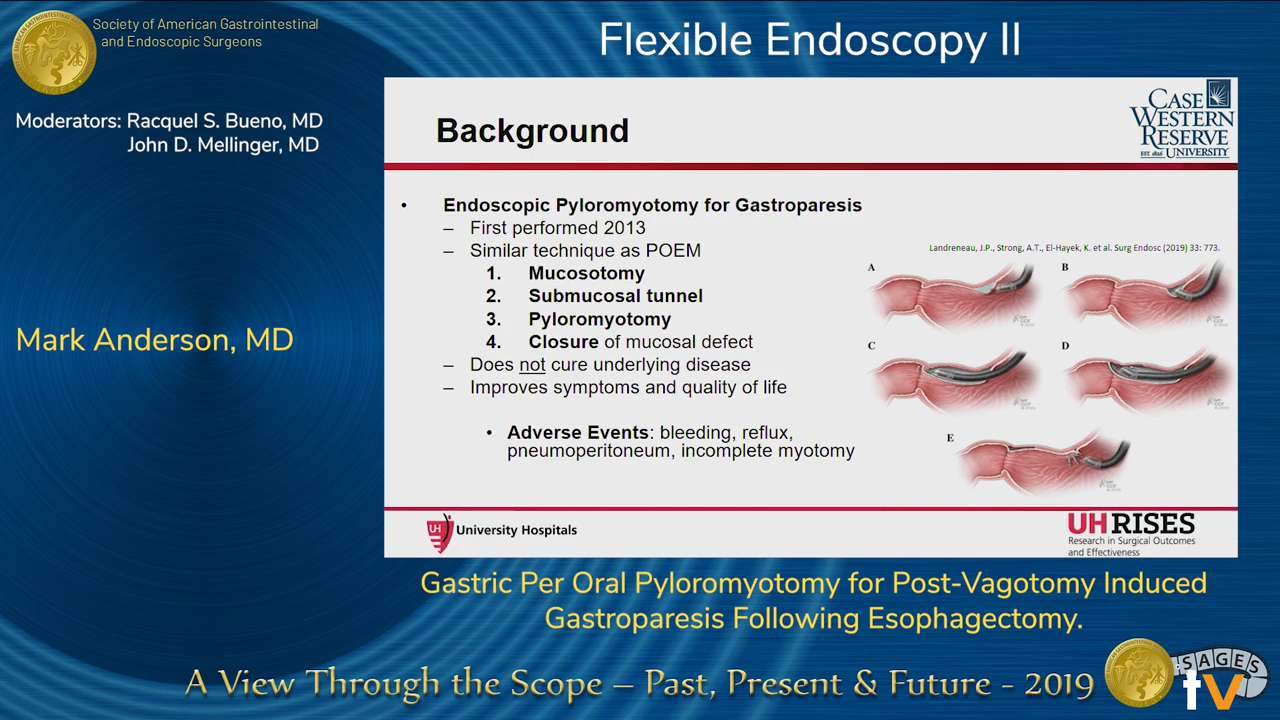 Society of American Gastrointestinal
and Endoscopic Surgeons
Flexible Endoscopy II
Moderators: Racquel S. Bueno, MD
John D. Mellinger, MD
Mark Anderson, MD
Background
CASE
WESTERN
RESERVE
EST. 1826 UNIVERSITY
• Endoscopic Pyloromyotomy for Gastroparesis
– First performed 2013
– Similar technique as POEM
1. Mucosotomy
2. Submucosal tunnel
3. Pyloromyotomy
4. Closure of mucosal defect
– Does not cure underlying disease
– Improves symptoms and quality of life
• Adverse Events: bleeding, reflux,
pneumoperitoneum, incomplete myotomy
Landreneau, J.P., Strong, A.T., El-Hayek, K. et al. Surg Endosc (2019) 33: 773.
A
B
C
D
E
UH University Hospitals
UH RISES
Research in Surgical Outcomes
and Effectiveness
Gastric Per Oral Pyloromyotomy for Post-Vagotomy Induced
Gastroparesis Following Esophagectomy.
A View Through the Scope – Past, Present & Future - 2019
SAGES
tv